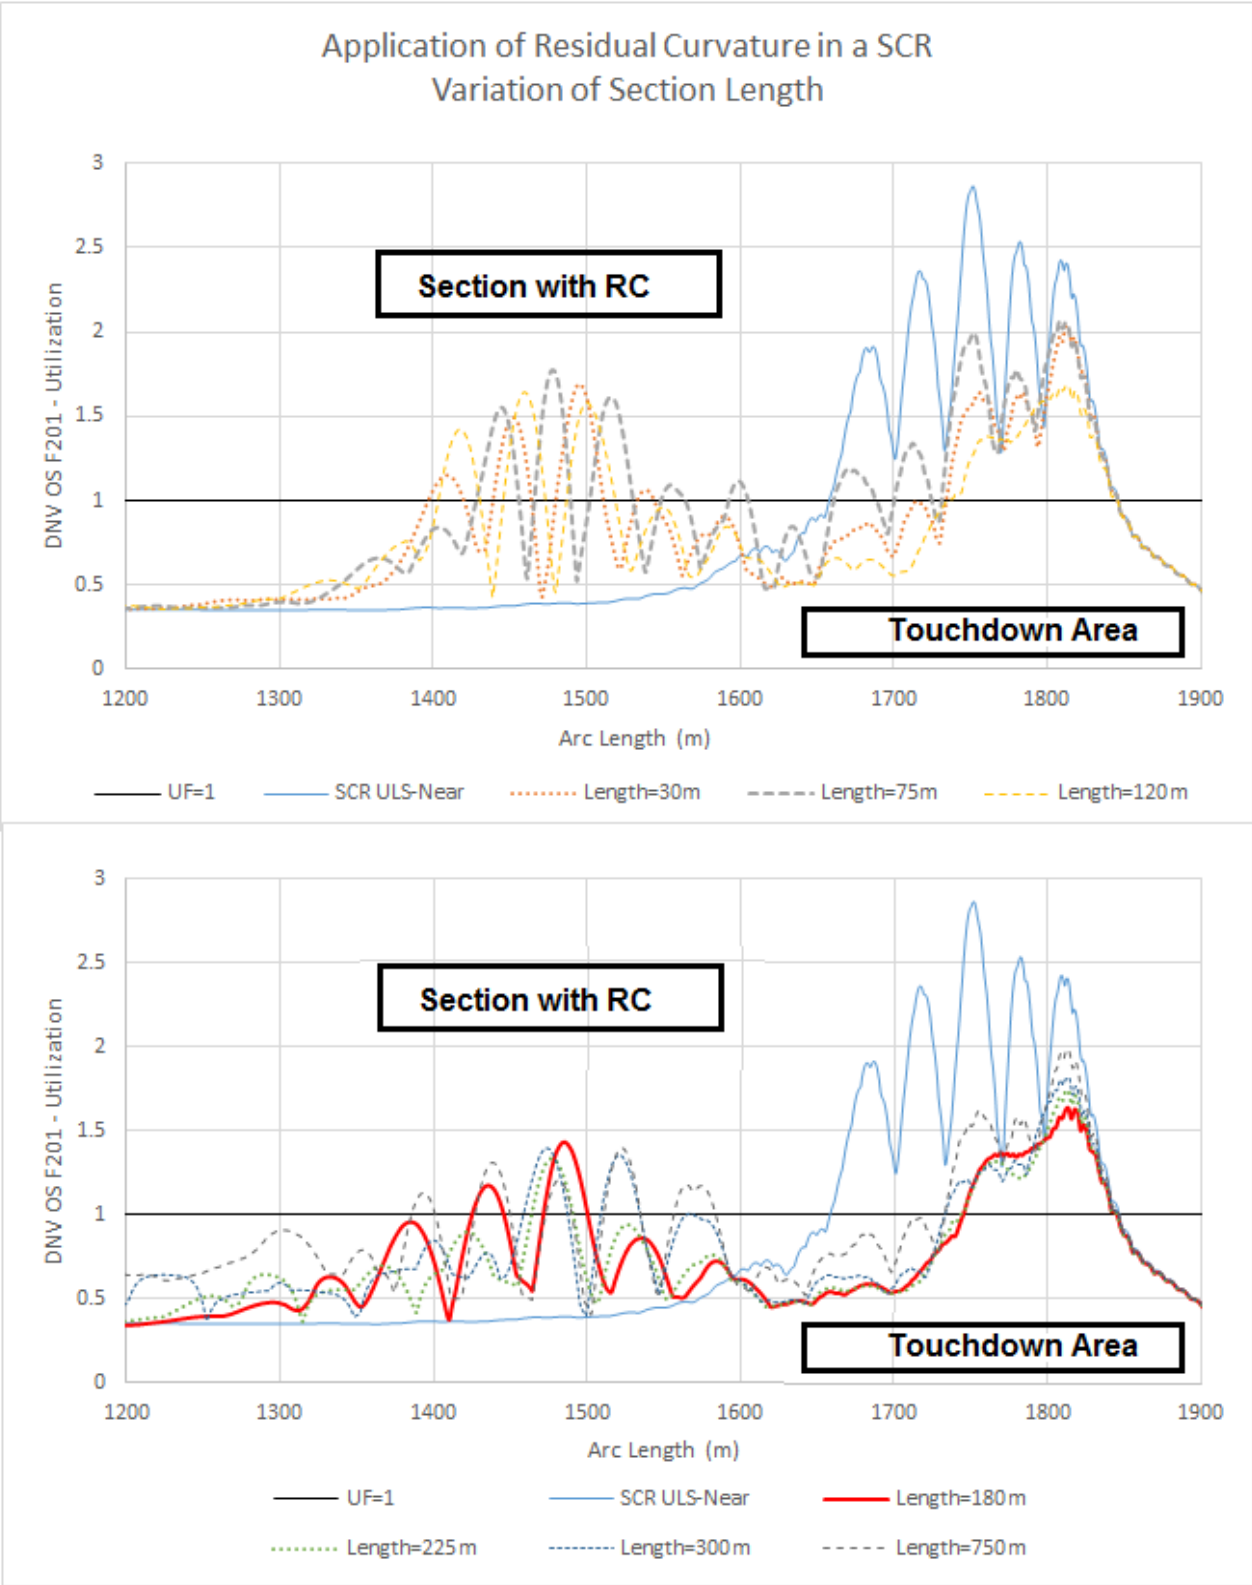 Application of Residual Curvature in a SCR
Variation of Section Length
3
2.5
2
1.5
1
0.5
0
DNV OS F201 - Utilization
Section with RC
Touchdown Area
1200 1300 1400 1500 1600 1700 1800 1900
Arc Length (m)
UF=1 SCR ULS-Near Length=30m Length=75m Length=120m
3
2.5
2
1.5
1
0.5
0
DNV OS F201 - Utilization
Section with RC
Touchdown Area
1200 1300 1400 1500 1600 1700 1800 1900
Arc Length (m)
UF=1 SCR ULS-Near Length=180m
Length=225m Length=300m Length=750m